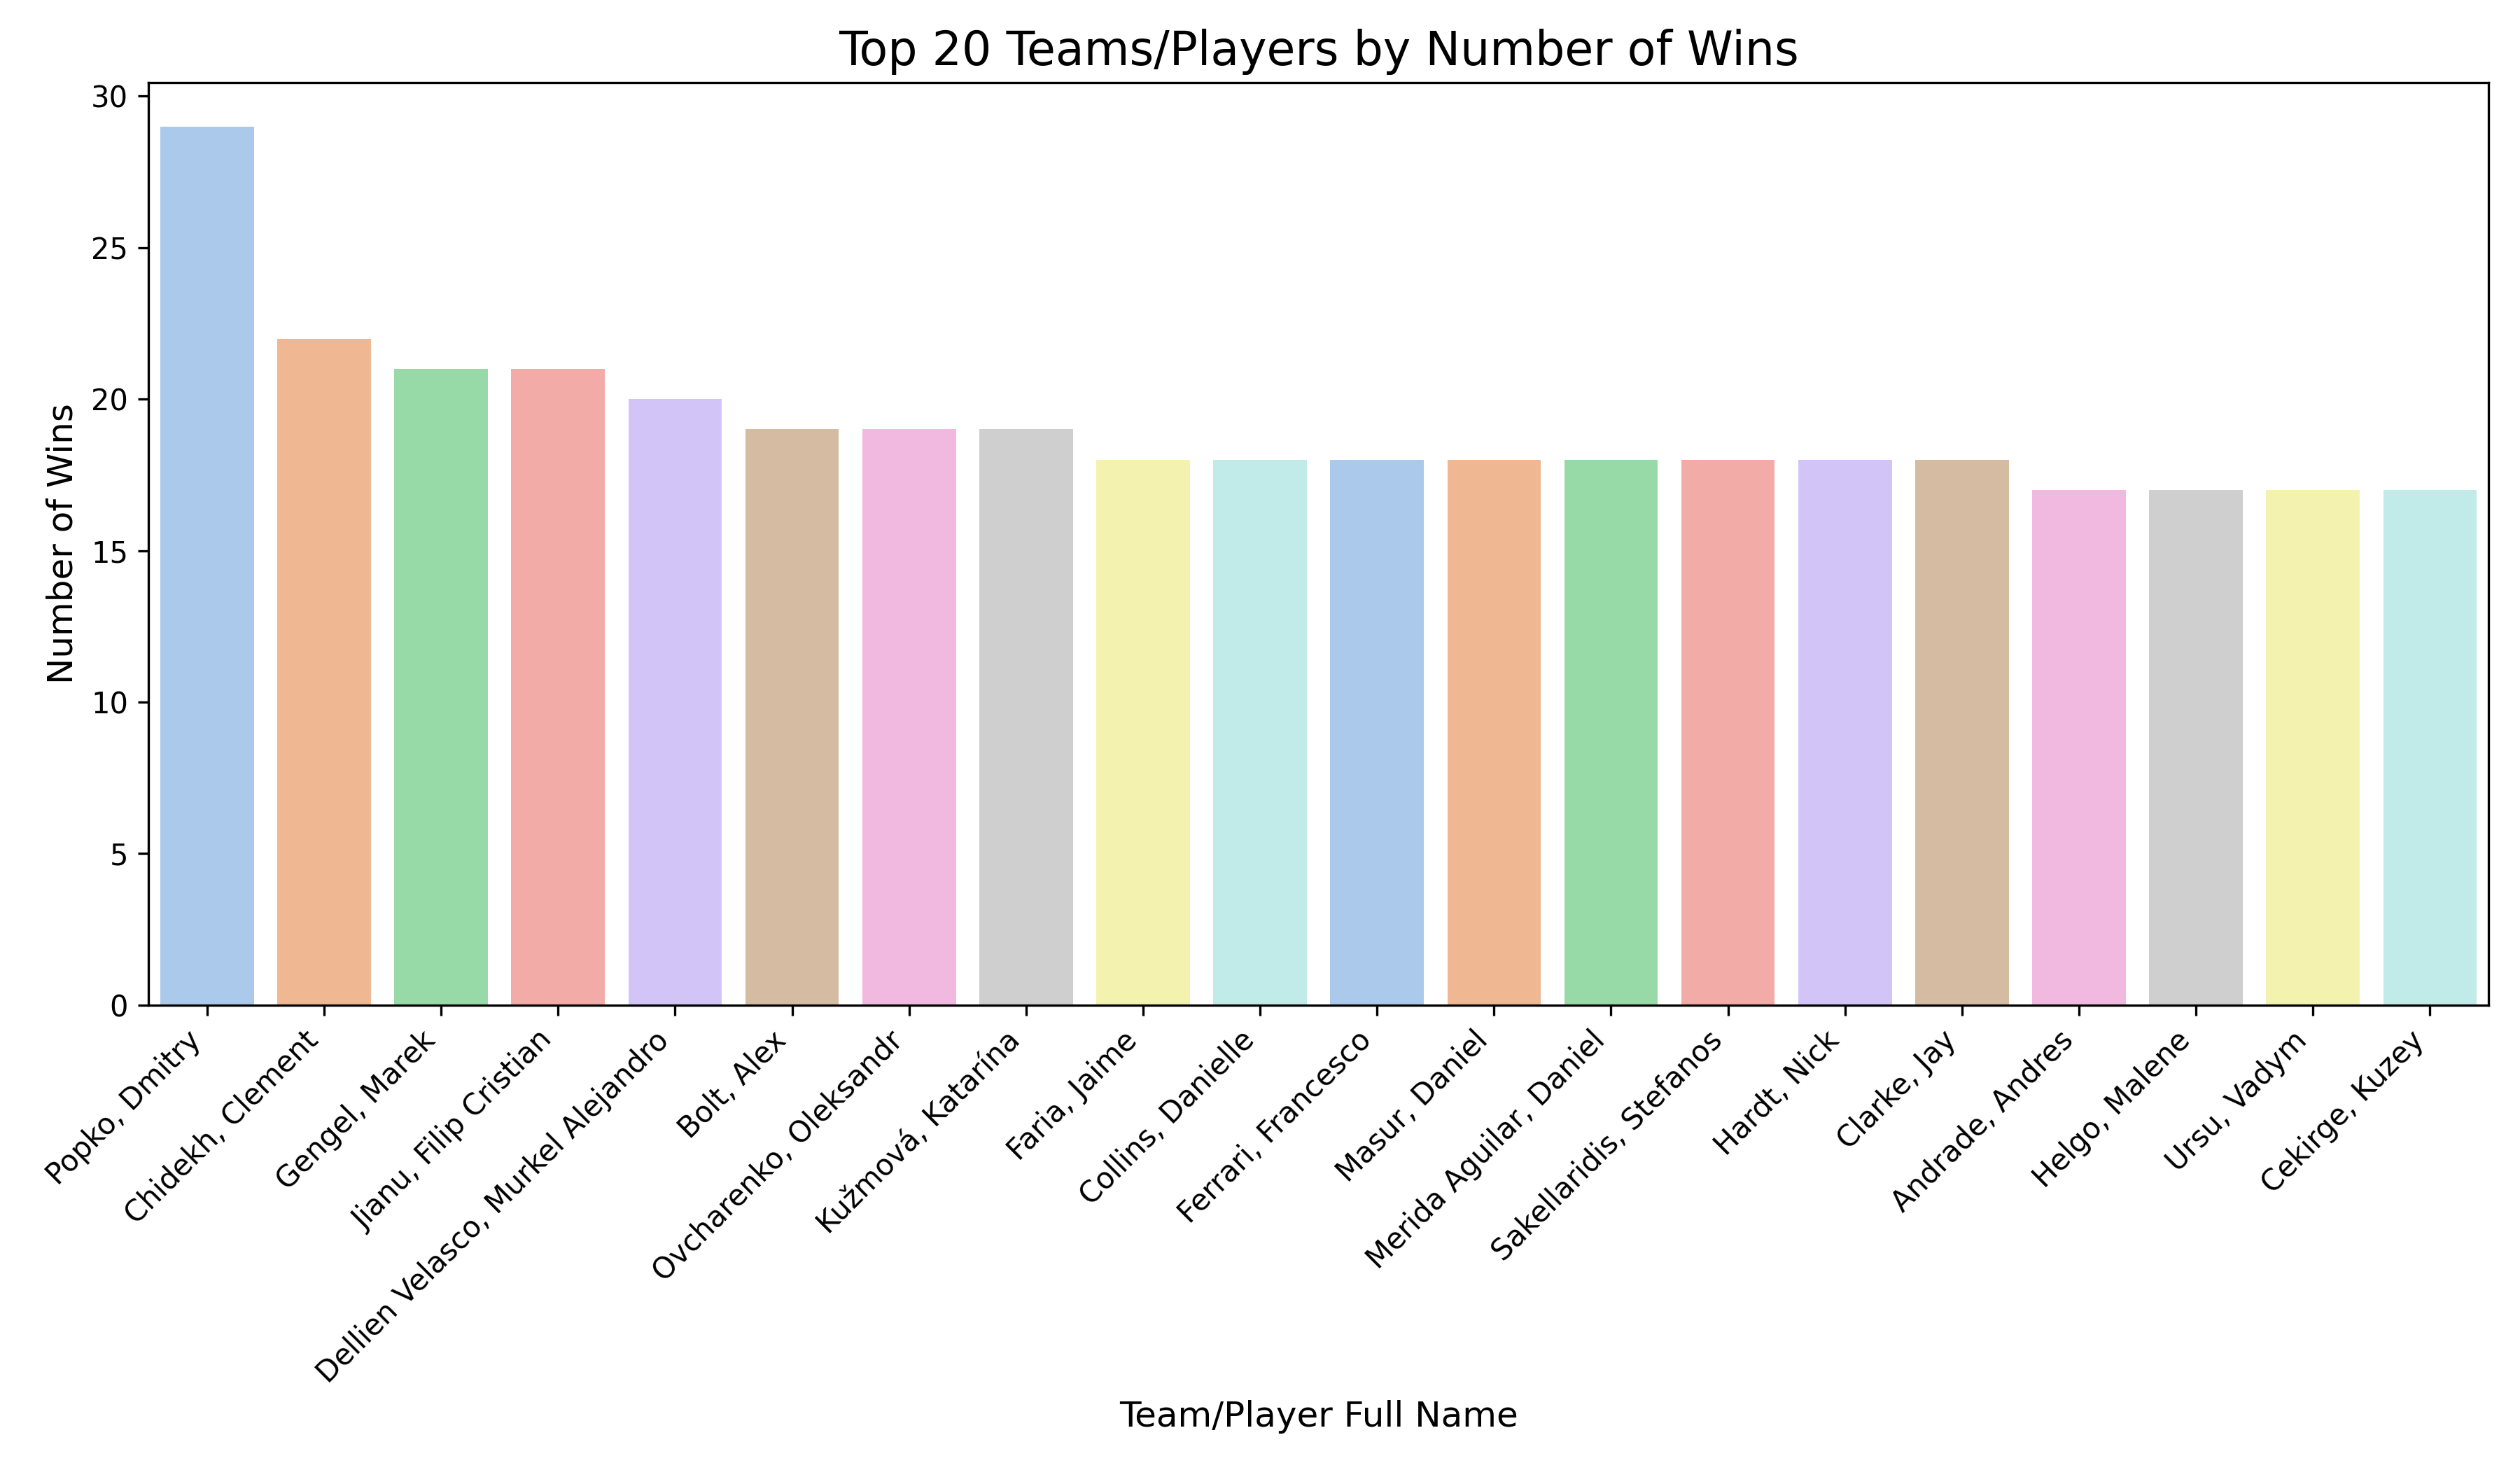 Top 20 Teams/Players by Number of Wins
Number of Wins
30
25
20
15
10
5
0
Popko, Dmitry
Chidekh, Clement
Gengel, Marek
Jianu, Filip Cristian
Dellien Velasco, Murkel Alejandro
Bolt, Alex
Ovcharenko, Oleksandr
Kužmová, Katarína
Faria, Jaime
Collins, Danielle
Ferrari, Francesco
Masur, Daniel
Merida Aguilar, Daniel
Sakellaridis, Stefanos
Hardt, Nick
Clarke, Jay
Andrade, Andres
Helgo, Malene
Ursu, Vadym
Cekirge, Kuzey
Team/Player Full Name